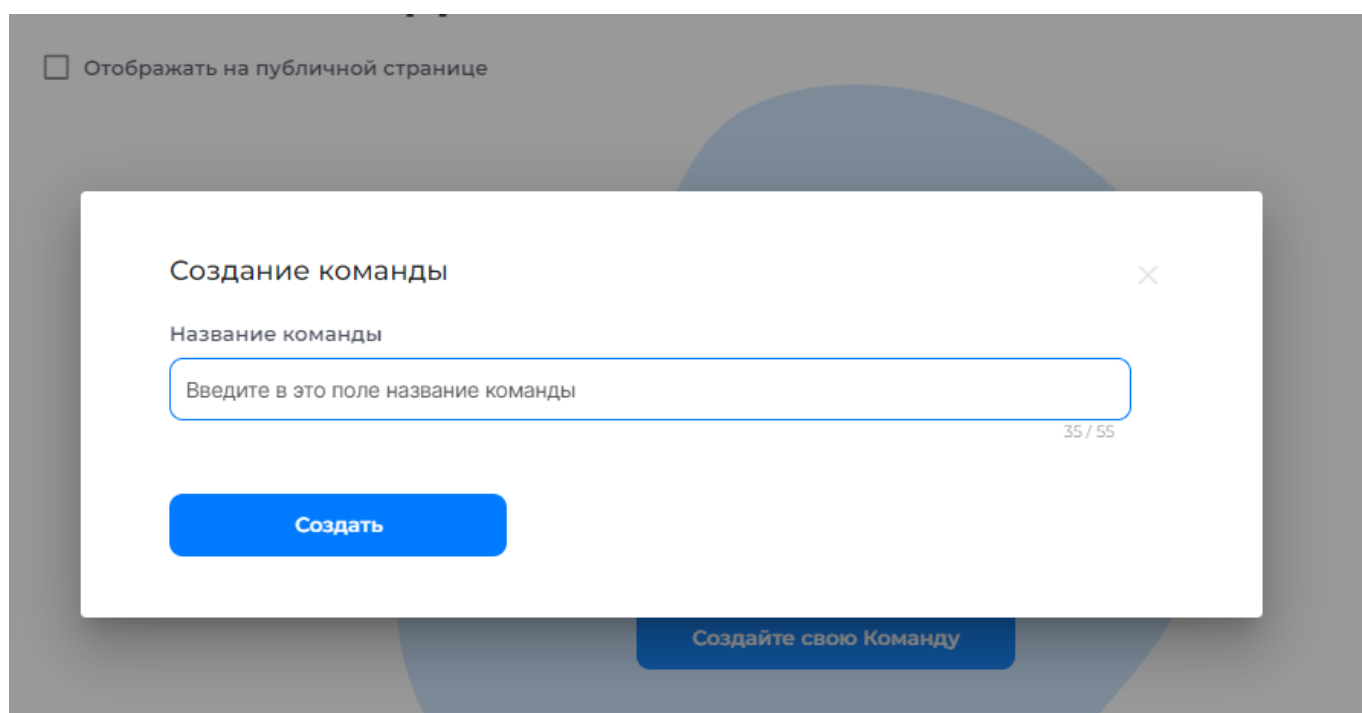 Отображать на публичной странице
Создание команды
Название команды
Введите в это поле название команды
35 / 55
Создать
Создайте свою Команду